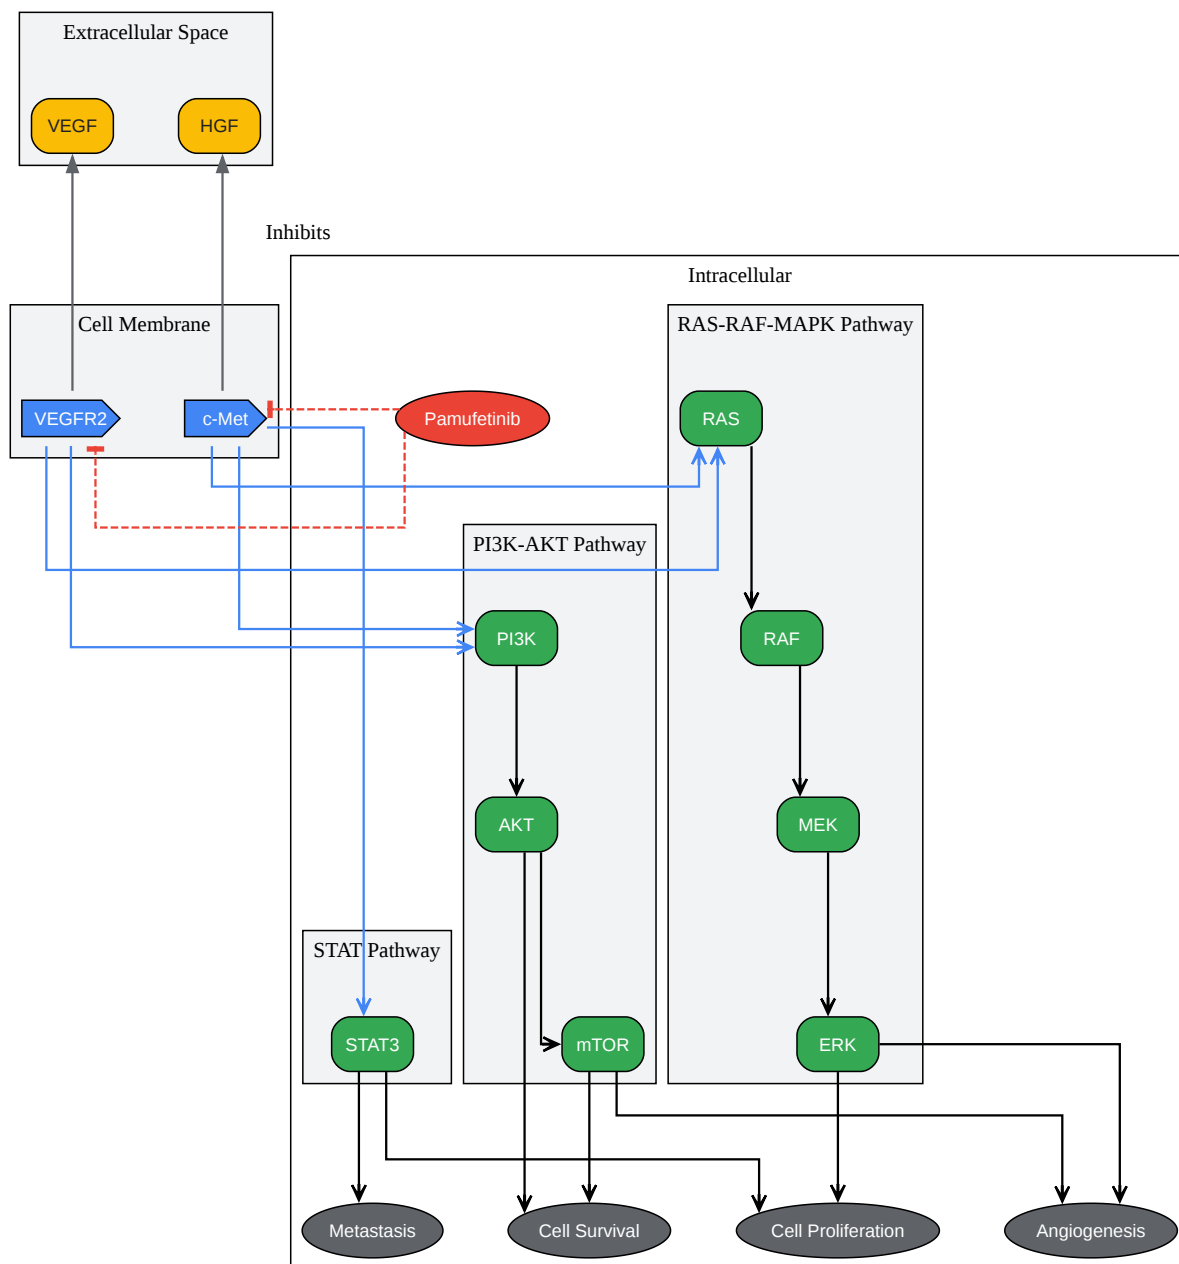 Extracellular Space
VEGF
HGF
Inhibits
Intracellular
Cell Membrane
RAS-RAF-MAPK Pathway
VEGFR2
c-Met
Pamufetinib
RAS
PI3K-AKT Pathway
PI3K
RAF
AKT
MEK
STAT Pathway
STAT3
mTOR
ERK
Metastasis
Cell Survival
Cell Proliferation
Angiogenesis